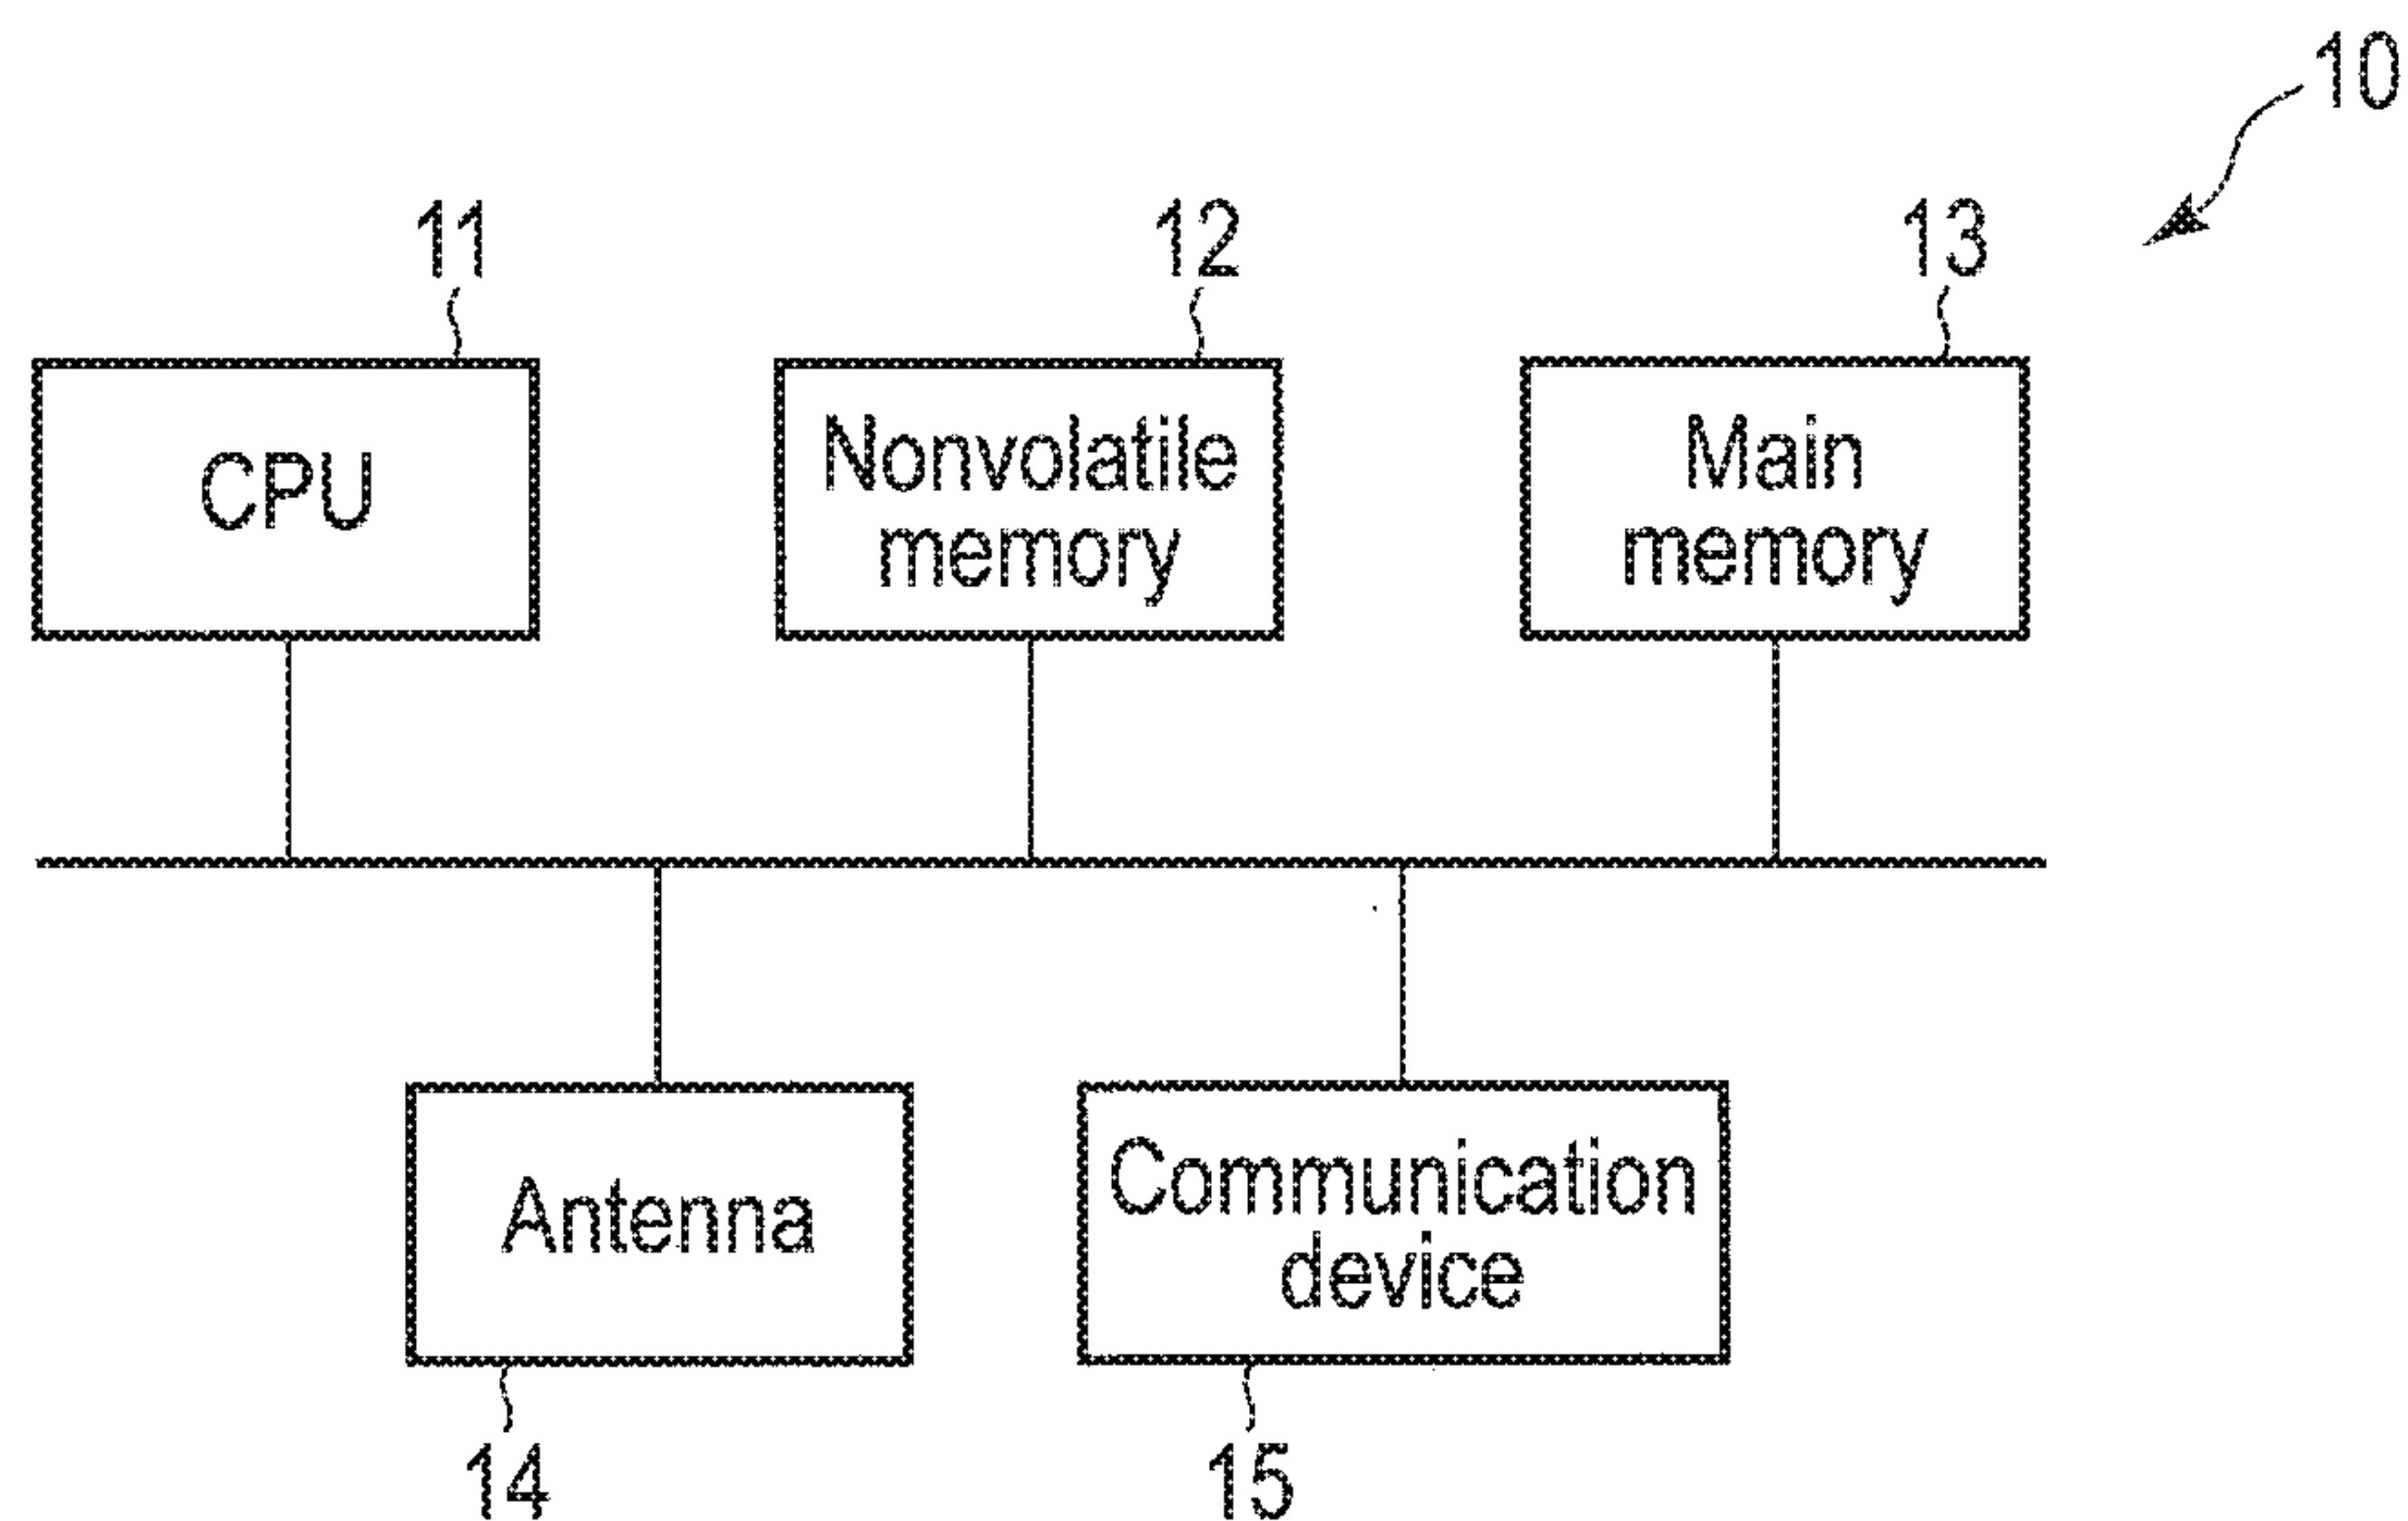 10
11
12
13
CPU
Nonvolatile
memory
Main
memory
Antenna
Communication
device
14
15